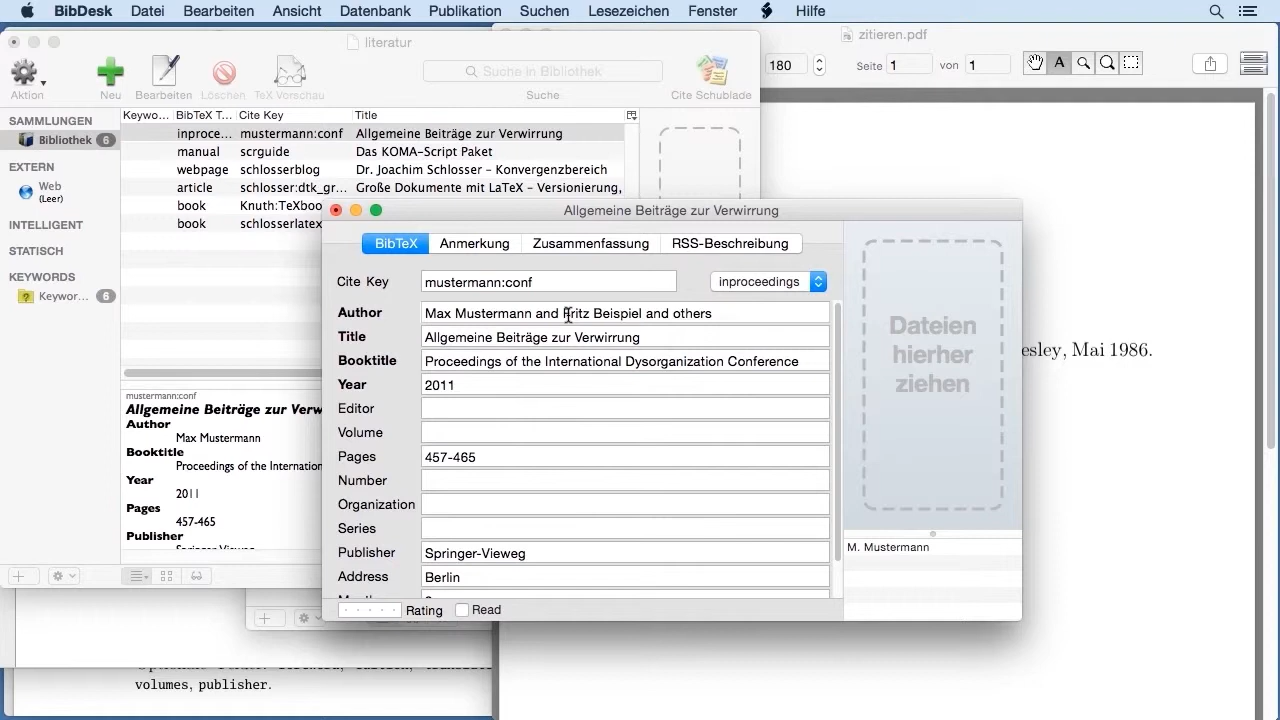 BibDesk Datei Bearbeiten Ansicht Datenbank Publikation Suchen Lesezeichen Fenster Hilfe
literatur
zitieren.pdf
Aktion Neu Bearbeiten Löschen TeX Vorschau
Suche in Bibliothek
Suche
Cite Schublade
180
Seite 1 von 1
A
SAMMLUNGEN
Bibliothek 6
EXTERN
Web
(Leer)
INTELLIGENT
STATISCH
KEYWORDS
Keywor... 6
Keywo... BibTeX T... Cite Key Title
inproce... mustermann:conf Allgemeine Beiträge zur Verwirrung
manual scrguide Das KOMA-Script Paket
webpage schlosserblog Dr. Joachim Schlosser – Konvergenzbereich
article schlosser:dtk_gr... Große Dokumente mit LaTeX – Versionierung,
book Knuth:TeXboo
book schlosserlatex
mustermann:conf
Allgemeine Beiträge zur Verw
Author
Max Mustermann
Booktitle
Proceedings of the Internation
Year
2011
Pages
457-465
Publisher
Springer-Vieweg
Allgemeine Beiträge zur Verwirrung
BibTeX Anmerkung Zusammenfassung RSS-Beschreibung
Cite Key mustermann:conf inproceedings
Author Max Mustermann and Fritz Beispiel and others
Title Allgemeine Beiträge zur Verwirrung
Booktitle Proceedings of the International Dysorganization Conference
Year 2011
Editor
Volume
Pages 457-465
Number
Organization
Series
Publisher Springer-Vieweg
Address Berlin
Rating Read
Dateien
hierher
ziehen
M. Mustermann
esley, Mai 1986.
volumes, publisher.